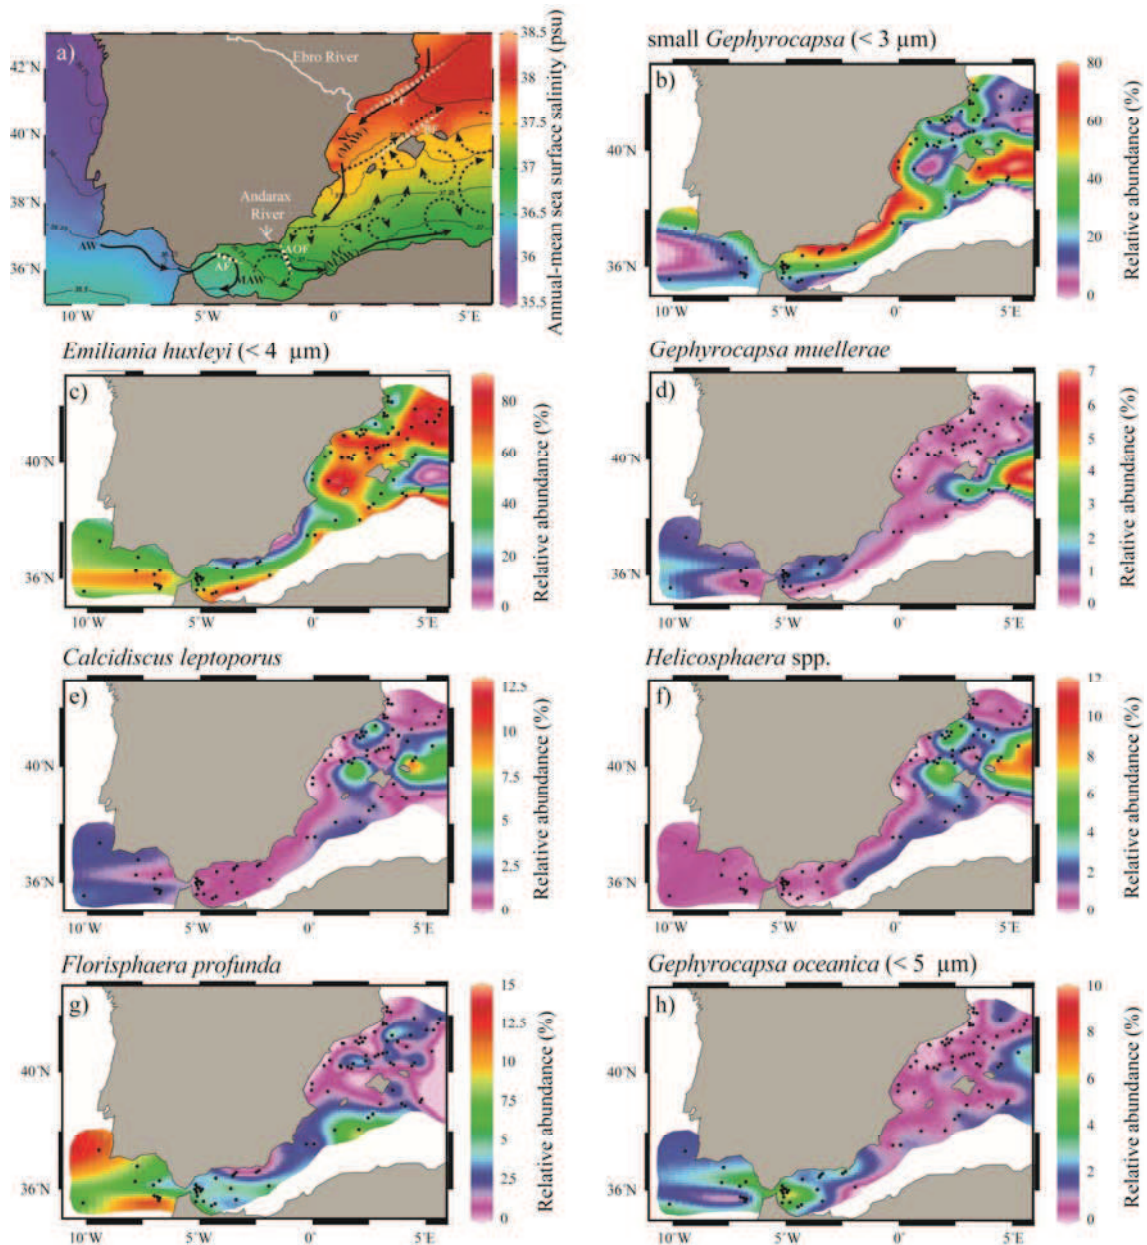 a)
Ebro River
Andarax
River
AW
AF
AOF
MAW
NC
(MAW)
AC
(MAW)
42°N
40°N
38°N
36°N
10°W
5°W
0°
5°E
38.5
38
37.5
37
36.5
36
35.5
Annual-mean sea surface salinity (psu)
small Gephyrocapsa (< 3 µm)
b)
40°N
36°N
10°W
5°W
0°
5°E
80
60
40
20
0
Relative abundance (%)
Emiliania huxleyi (< 4 µm)
c)
40°N
36°N
10°W
5°W
0°
5°E
80
60
40
20
0
Relative abundance (%)
Gephyrocapsa muellerae
d)
40°N
36°N
10°W
5°W
0°
5°E
7
6
5
4
3
2
1
0
Relative abundance (%)
Calcidiscus leptoporus
e)
40°N
36°N
10°W
5°W
0°
5°E
12.5
10
7.5
5
2.5
0
Relative abundance (%)
Helicosphaera spp.
f)
40°N
36°N
10°W
5°W
0°
5°E
12
10
8
6
4
2
0
Relative abundance (%)
Florisphaera profunda
g)
40°N
36°N
10°W
5°W
0°
5°E
15
12.5
10
7.5
5
2.5
0
Relative abundance (%)
Gephyrocapsa oceanica (< 5 µm)
h)
40°N
36°N
10°W
5°W
0°
5°E
10
8
6
4
2
0
Relative abundance (%)